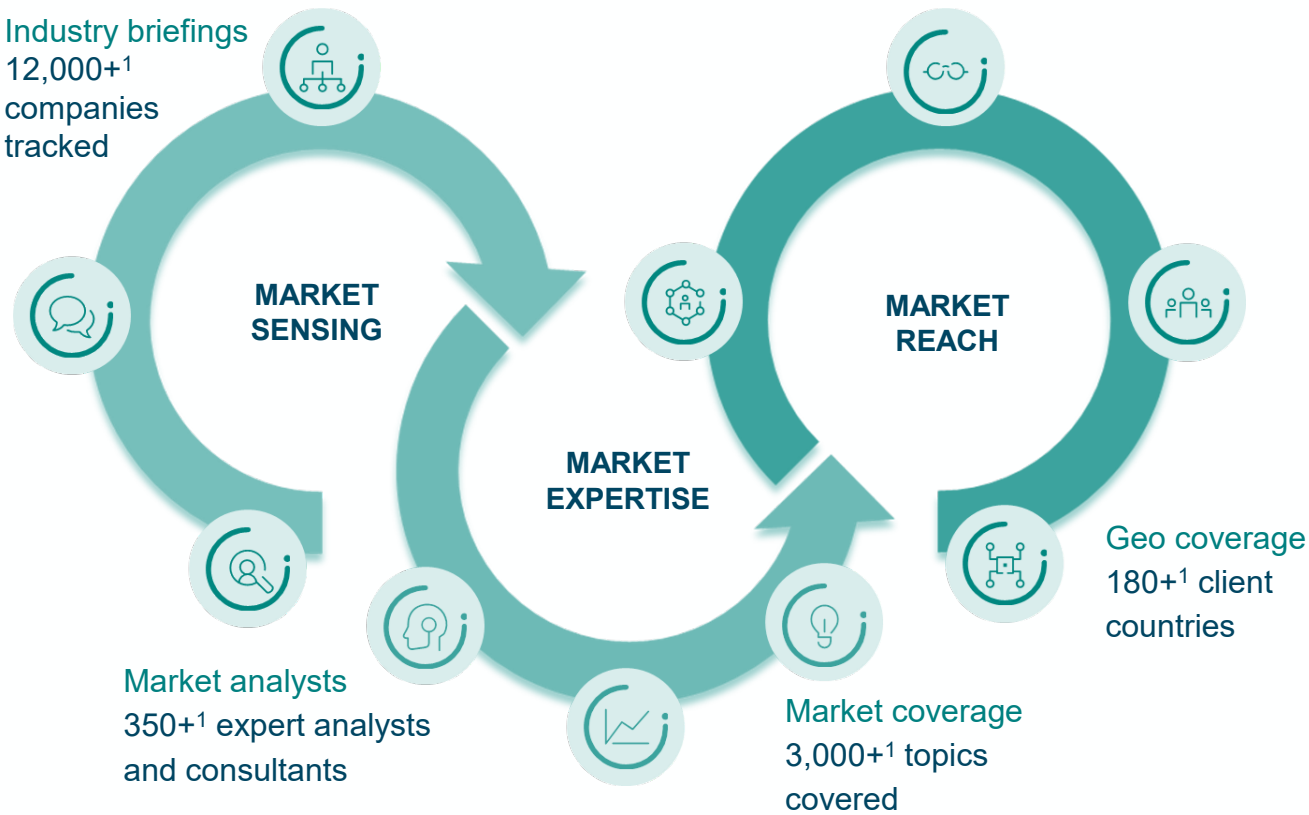 Industry briefings
12,000+¹
companies
tracked
MARKET
SENSING
MARKET
EXPERTISE
MARKET
REACH
Market analysts
350+¹ expert analysts
and consultants
Market coverage
3,000+¹ topics
covered
Geo coverage
180+¹ client
countries